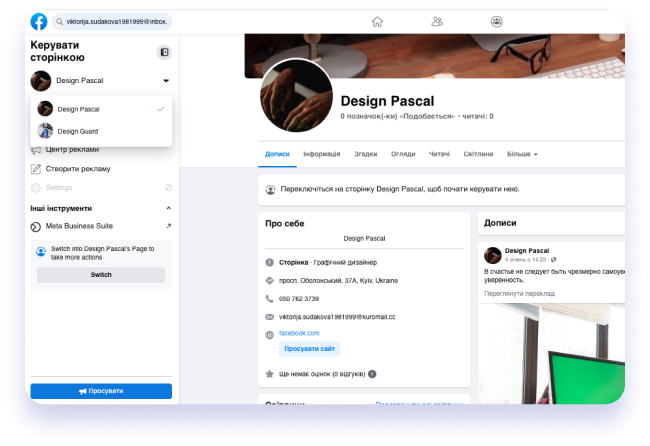 viktorija.sudakova1981999@inbox.
Керувати
сторінкою
Design Pascal
Design Pascal
Design Guard
Центр реклами
Створити рекламу
Settings
Інші інструменти
Meta Business Suite
Switch into Design Pascal's Page to
take more actions
Switch
Просувати
Design Pascal
0 позначок(-ки) «Подобається» • читачі: 0
Дописи Інформація Згадки Огляди Читачі Світлини Більше
Переключіться на сторінку Design Pascal, щоб почати керувати нею.
Про себе
Design Pascal
Сторінка · Графічний дизайнер
просп. Оболонський, 37А, Kyiv, Ukraine
050 762 3739
viktorija.sudakova1981999@kuromail.cc
facebook.com
Просувати сайт
Ще немає оцінок (0 відгуків)
Світлини
Переглянути всі світлини
Дописи
Design Pascal
4 січень о 14:23 ·
В счастье не следует быть чрезмерно самоуве
уверенность.
Переглянути переклад